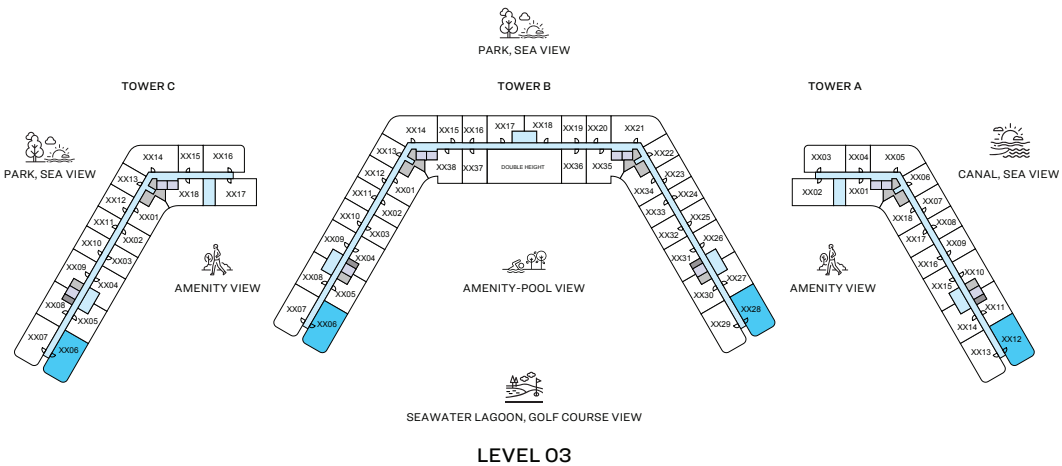 PARK, SEA VIEW
TOWER C
TOWER B
TOWER A
PARK, SEA VIEW
CANAL, SEA VIEW
XX14
XX15
XX16
XX13
XX12
XX11
XX10
XX09
XX08
XX07
XX06
XX05
XX04
XX03
XX02
XX01
XX18
XX17
XX14
XX15
XX16
XX17
XX18
XX19
XX20
XX21
XX13
XX12
XX11
XX10
XX09
XX08
XX07
XX06
XX05
XX04
XX03
XX02
XX01
XX38
XX37
DOUBLE HEIGHT
XX36
XX35
XX22
XX23
XX24
XX25
XX26
XX27
XX28
XX29
XX30
XX31
XX32
XX33
XX34
XX03
XX04
XX05
XX02
XX01
XX06
XX07
XX08
XX09
XX10
XX11
XX12
XX13
XX14
XX15
XX16
XX17
XX18
AMENITY VIEW
AMENITY-POOL VIEW
AMENITY VIEW
SEAWATER LAGOON, GOLF COURSE VIEW
LEVEL 03